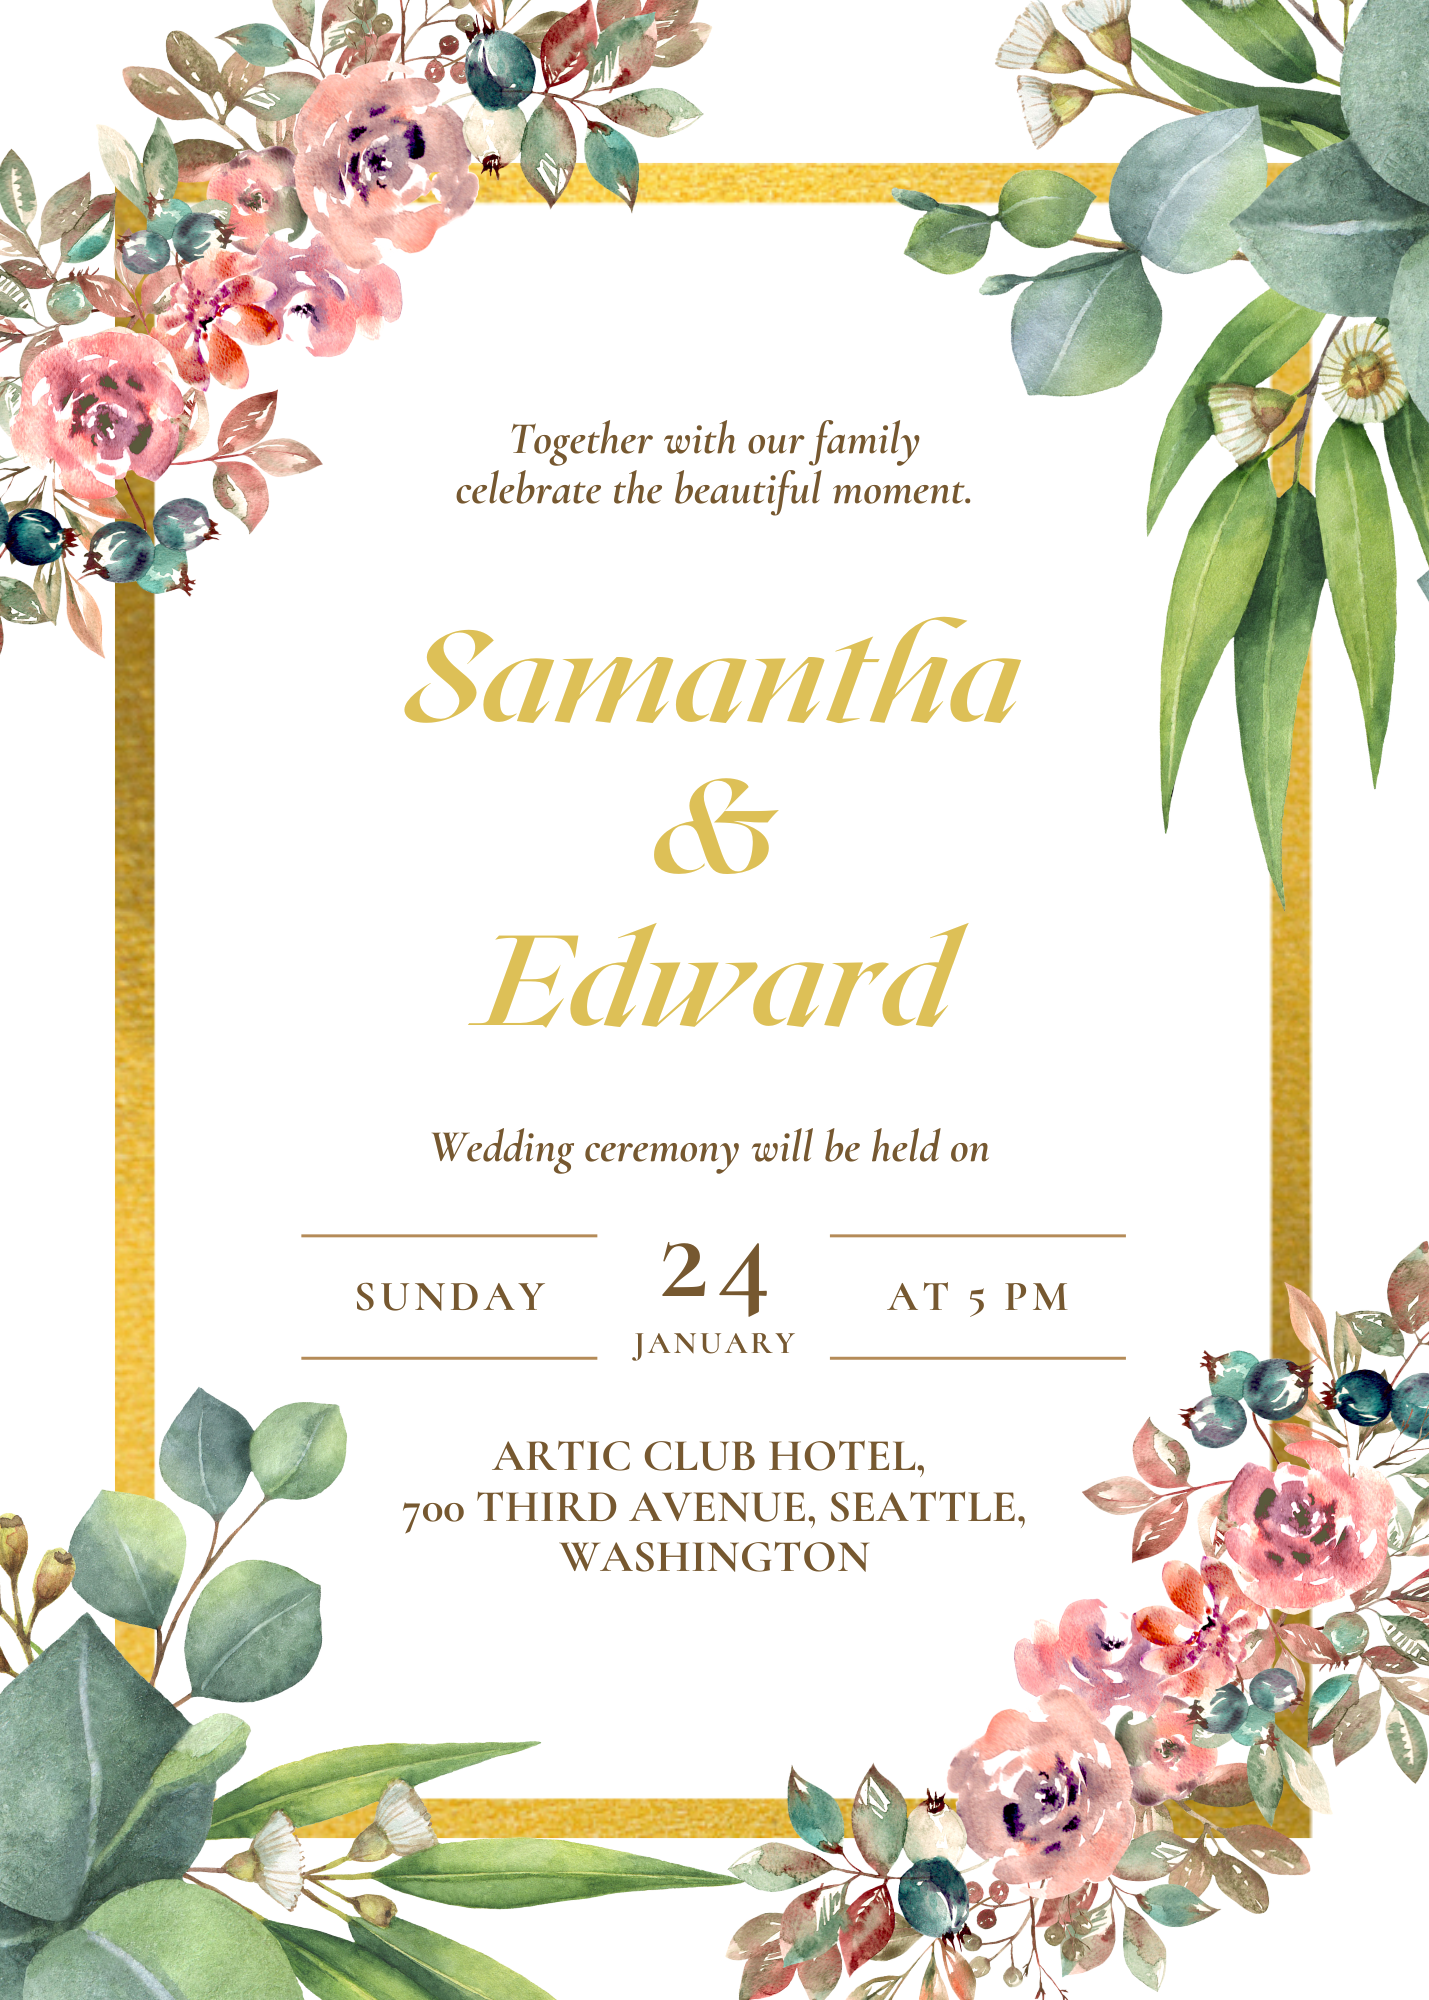 Together with our family
celebrate the beautiful moment.
Samantha
&
Edward
Wedding ceremony will be held on
SUNDAY
24
JANUARY
AT 5 PM
ARTIC CLUB HOTEL,
700 THIRD AVENUE, SEATTLE,
WASHINGTON